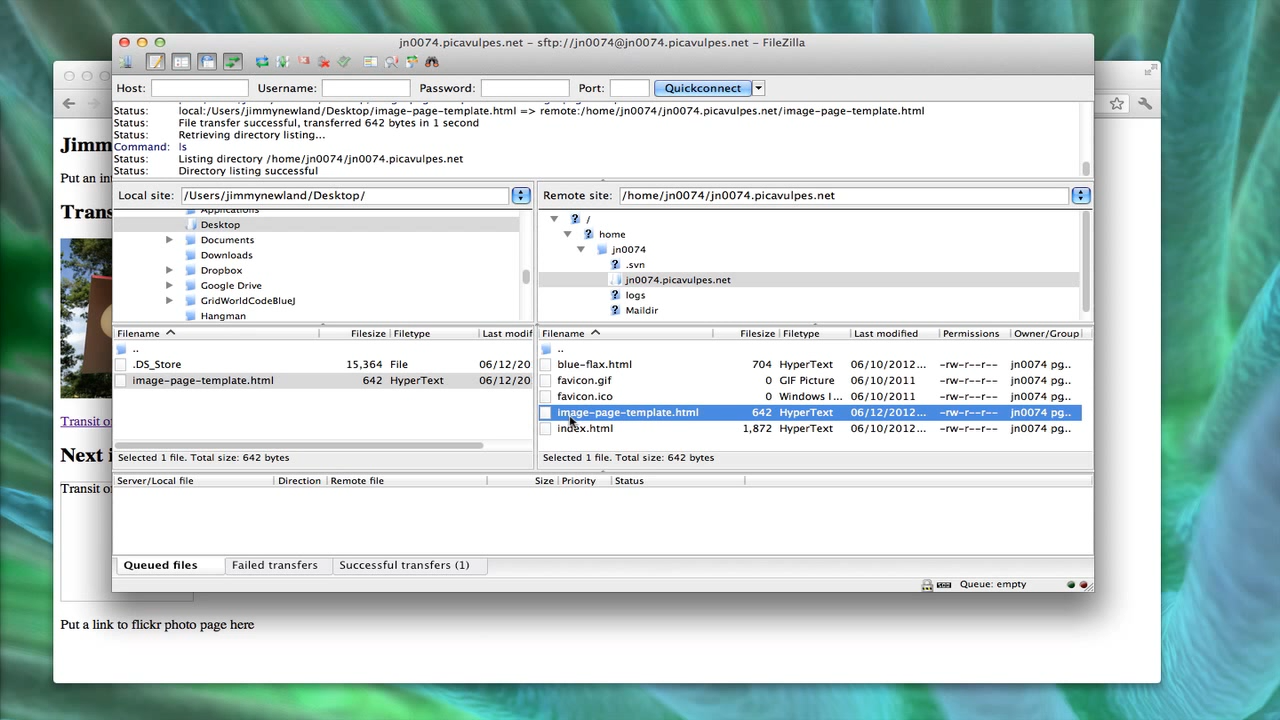 jn0074.picavulpes.net - sftp://jn0074@jn0074.picavulpes.net - FileZilla
Host: Username: Password: Port: Quickconnect
Status: local:/Users/jimmynewland/Desktop/image-page-template.html => remote:/home/jn0074/jn0074.picavulpes.net/image-page-template.html
Status: File transfer successful, transferred 642 bytes in 1 second
Status: Retrieving directory listing...
Command: ls
Status: Listing directory /home/jn0074/jn0074.picavulpes.net
Status: Directory listing successful
Local site: /Users/jimmynewland/Desktop/
Applications
Desktop
Documents
Downloads
Dropbox
Google Drive
GridWorldCodeBlueJ
Hangman
Filename Filesize Filetype Last modif
..
.DS_Store 15,364 File 06/12/20
image-page-template.html 642 HyperText 06/12/20
Selected 1 file. Total size: 642 bytes
Remote site: /home/jn0074/jn0074.picavulpes.net
/
home
jn0074
.svn
jn0074.picavulpes.net
logs
Maildir
Filename Filesize Filetype Last modified Permissions Owner/Group
..
blue-flax.html 704 HyperText 06/10/2012... -rw-r--r-- jn0074 pg..
favicon.gif 0 GIF Picture 06/10/2011 -rw-r--r-- jn0074 pg..
favicon.ico 0 Windows I... 06/10/2011 -rw-r--r-- jn0074 pg..
image-page-template.html 642 HyperText 06/12/2012... -rw-r--r-- jn0074 pg..
index.html 1,872 HyperText 06/10/2012... -rw-r--r-- jn0074 pg..
Selected 1 file. Total size: 642 bytes
Server/Local file Direction Remote file Size Priority Status
Queued files Failed transfers Successful transfers (1)
Queue: empty
Jimm
Put an in
Trans
Transit o
Next i
Transit o
Put a link to flickr photo page here